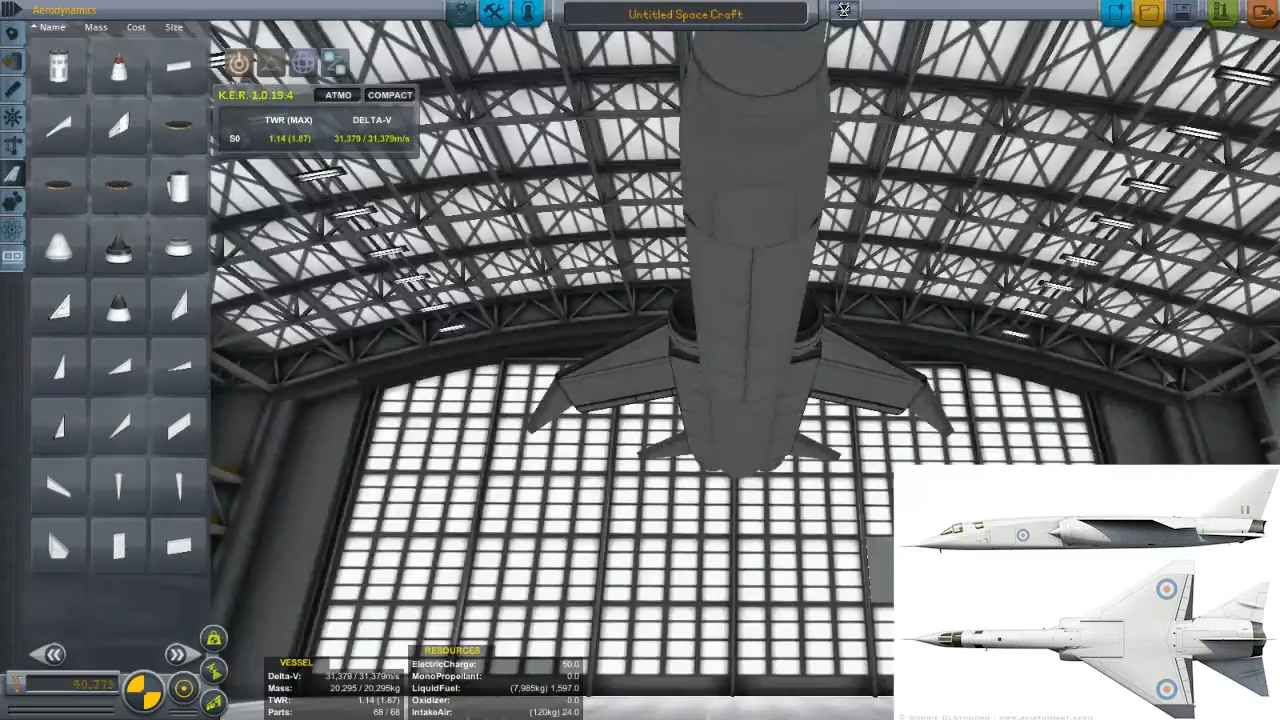 Aerodynamics
Untitled Space Craft
Name Mass Cost Size
K.E.R. 1.0.19.4 ATMO COMPACT
TWR (MAX) DELTA-V
S0 1.14 (1.87) 31,379 / 31,379m/s
40,373
VESSEL
Delta-V: 31,379 / 31,379m/s
Mass: 20,295 / 20,295kg
TWR: 1.14 (1.87)
Parts: 68 / 68
RESOURCES
ElectricCharge: 50.0
MonoPropellant: 0.0
LiquidFuel: (7,985kg) 1,597.0
Oxidizer: 0.0
IntakeAir: (120kg) 24.0